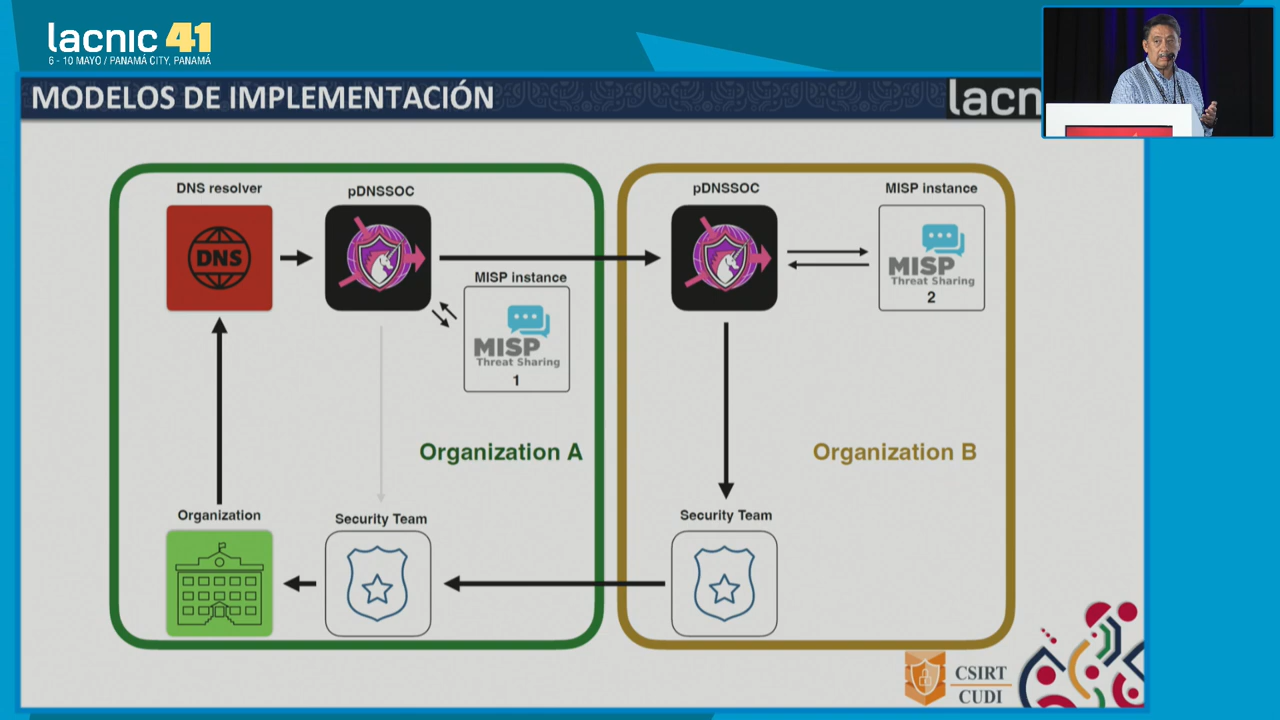 lacnic 41
6 - 10 MAYO / PANAMÁ CITY, PANAMÁ
MODELOS DE IMPLEMENTACIÓN
lacn
DNS resolver
pDNSSOC
pDNSSOC
MISP instance
DNS
MISP
Threat Sharing
2
MISP instance
MISP
Threat Sharing
1
Organization A
Organization B
Organization
Security Team
Security Team
CSIRT
CUDI